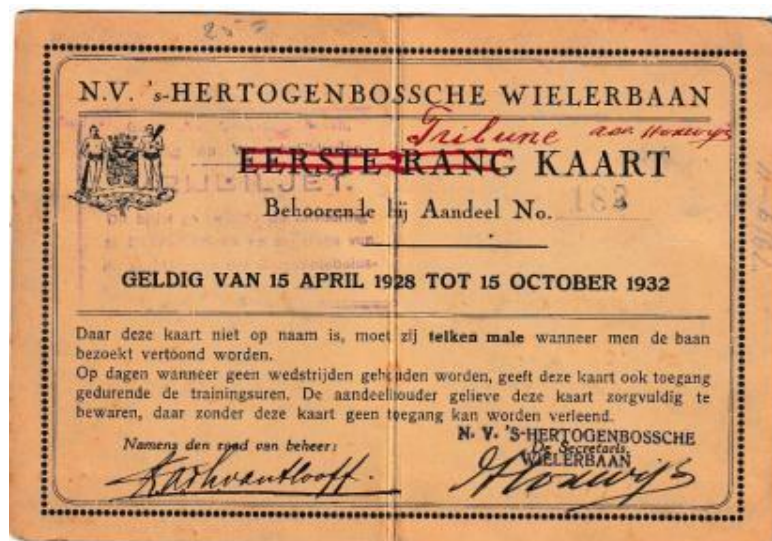 25
N.V. 's-HERTOGENBOSSCHE WIELERBAAN
Tribune
EERSTE RANG KAART
Behoorende bij Aandeel No. 183
GELDIG VAN 15 APRIL 1928 TOT 15 OCTOBER 1932
Daar deze kaart niet op naam is, moet zij telken male wanneer men de baan
bezoekt vertoond worden.
Op dagen wanneer geen wedstrijden gehouden worden, geeft deze kaart ook toegang
gedurende de trainingsuren. De aandeelhouder gelieve deze kaart zorgvuldig te
bewaren, daar zonder deze kaart geen toegang kan worden verleend.
Namens den raad van beheer:
N. V. 'S-HERTOGENBOSSCHE
De Secretaris,
WIELERBAAN